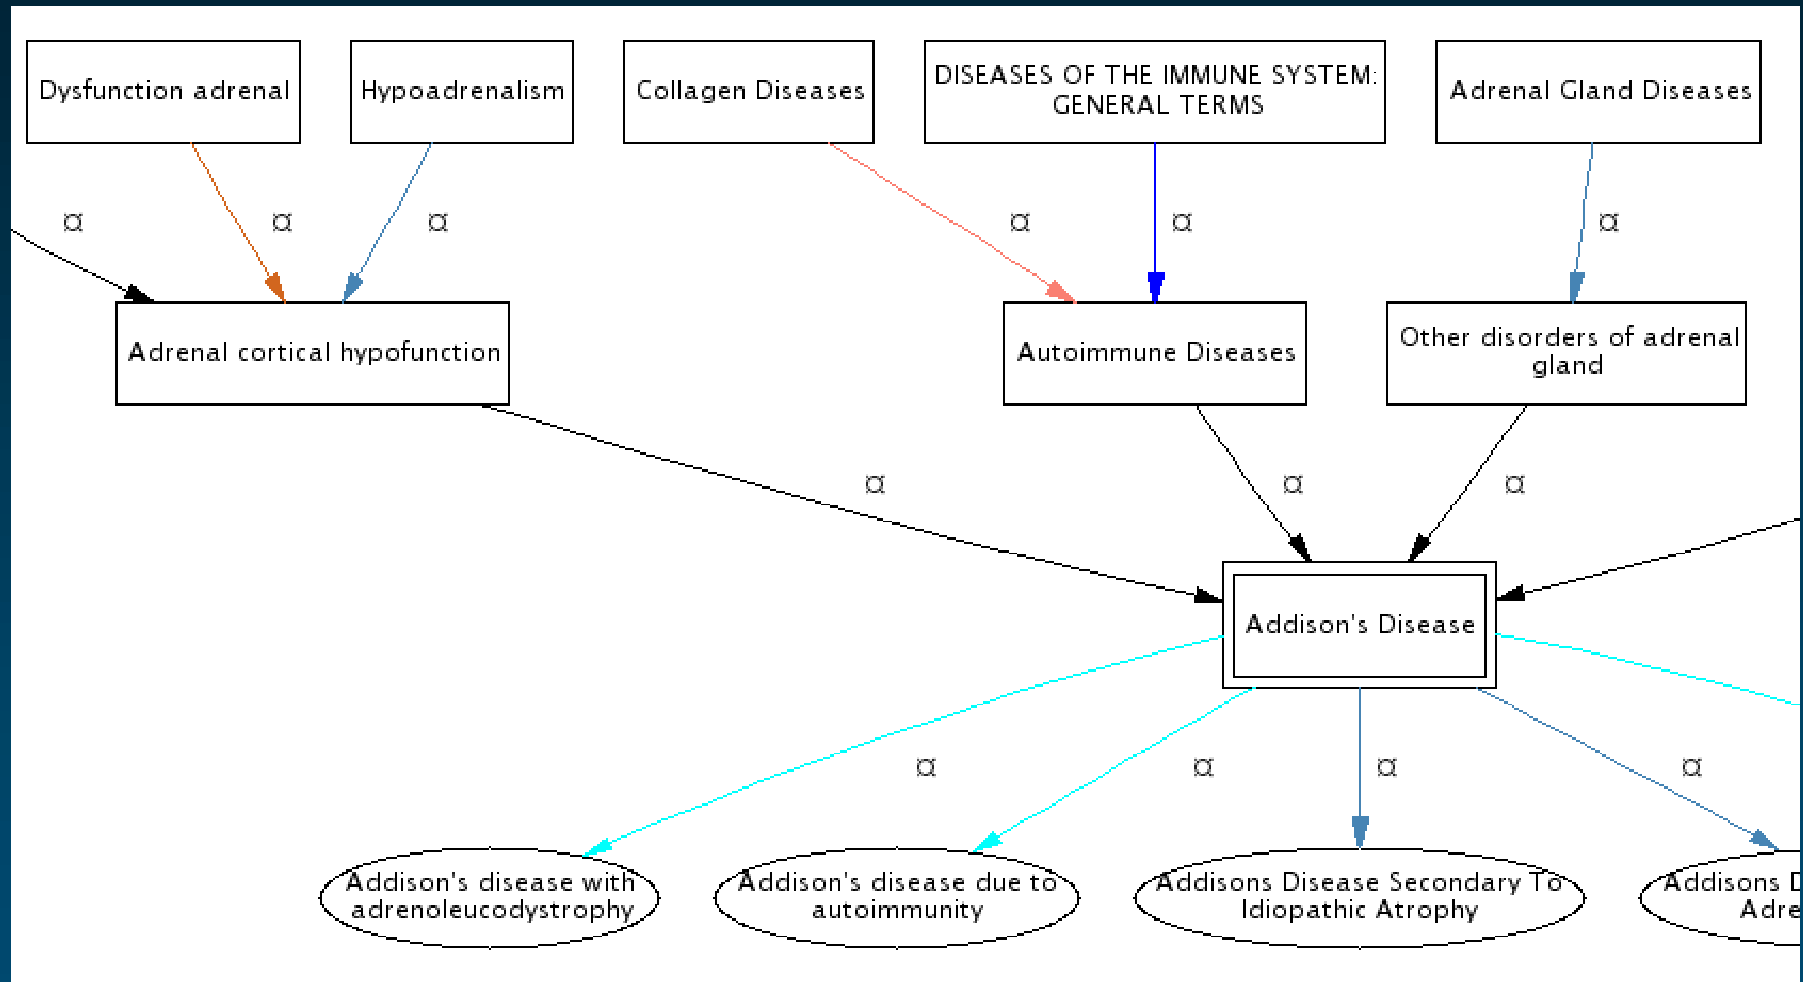 Dysfunction adrenal
Hypoadrenalism
Collagen Diseases
DISEASES OF THE IMMUNE SYSTEM:
GENERAL TERMS
Adrenal Gland Diseases
α
α
α
α
α
α
Adrenal cortical hypofunction
Autoimmune Diseases
Other disorders of adrenal
gland
α
α
α
Addison's Disease
α
α
α
α
Addison's disease with
adrenoleucodystrophy
Addison's disease due to
autoimmunity
Addisons Disease Secondary To
Idiopathic Atrophy
Addisons